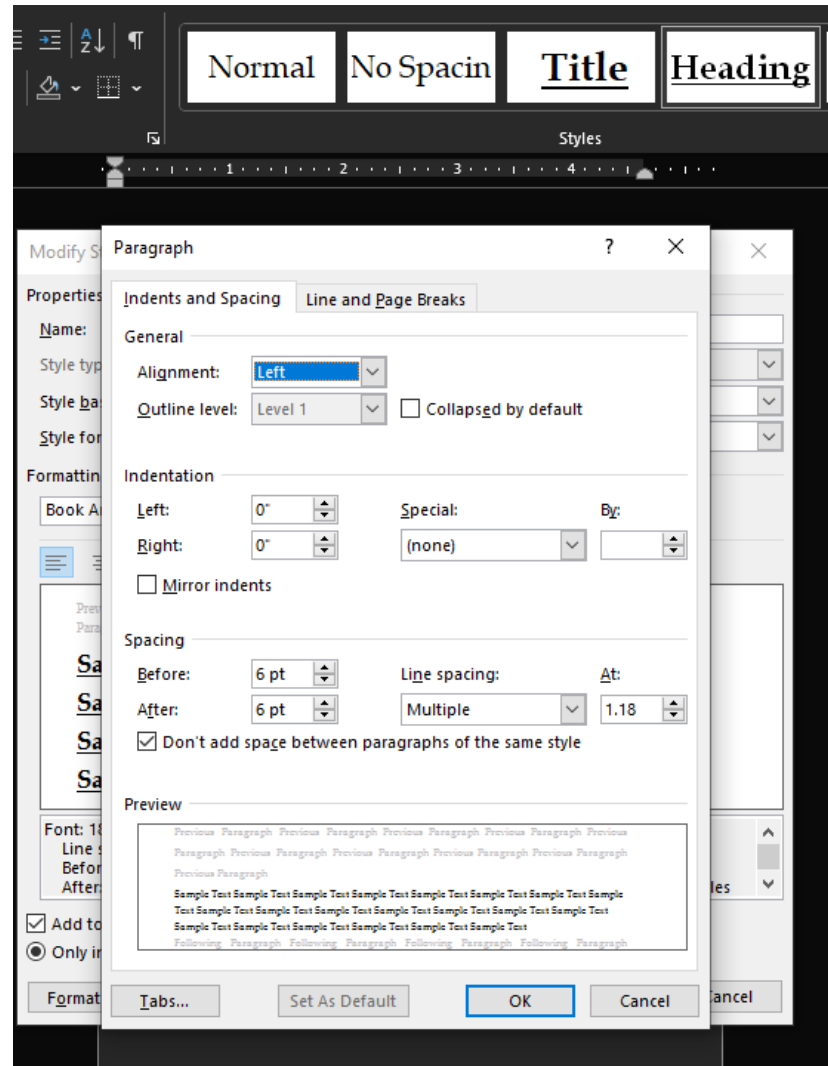 Normal No Spacin Title Heading
Styles
1 2 3 4
Modify S
Paragraph ?
Properties
Indents and Spacing Line and Page Breaks
Name:
General
Style typ
Alignment: Left
Style ba
Outline level: Level 1 Collapsed by default
Style for
Formattin
Indentation
Book A
Left: 0" Special: By:
Right: 0" (none)
Mirror indents
Prev
Para
Spacing
Sa
Before: 6 pt Line spacing: At:
Sa
After: 6 pt Multiple 1.18
Sa
Don't add space between paragraphs of the same style
Sa
Preview
Font: 18
Line s
Befor
After:
les
Previous Paragraph Previous Paragraph Previous Paragraph Previous Paragraph Previous
Paragraph Previous Paragraph Previous Paragraph Previous Paragraph Previous Paragraph
Previous Paragraph
Sample Text Sample Text Sample Text Sample Text Sample Text Sample Text Sample
Text Sample Text Sample Text Sample Text Sample Text Sample Text Sample Text
Sample Text Sample Text Sample Text Sample Text Sample Text
Following Paragraph Following Paragraph Following Paragraph Following Paragraph
Add to
Only in
Format
Tabs... Set As Default OK Cancel
ancel